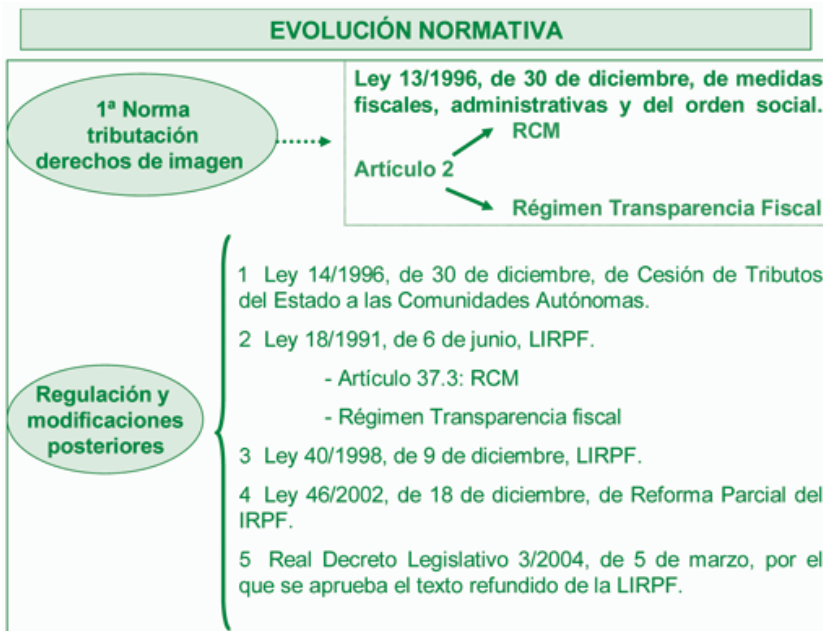 EVOLUCIÓN NORMATIVA
1ª Norma
tributación
derechos de imagen
Ley 13/1996, de 30 de diciembre, de medidas
fiscales, administrativas y del orden social.
RCM
Artículo 2
Régimen Transparencia Fiscal
Regulación y
modificaciones
posteriores
1 Ley 14/1996, de 30 de diciembre, de Cesión de Tributos
del Estado a las Comunidades Autónomas.
2 Ley 18/1991, de 6 de junio, LIRPF.
- Artículo 37.3: RCM
- Régimen Transparencia fiscal
3 Ley 40/1998, de 9 de diciembre, LIRPF.
4 Ley 46/2002, de 18 de diciembre, de Reforma Parcial del
IRPF.
5 Real Decreto Legislativo 3/2004, de 5 de marzo, por el
que se aprueba el texto refundido de la LIRPF.